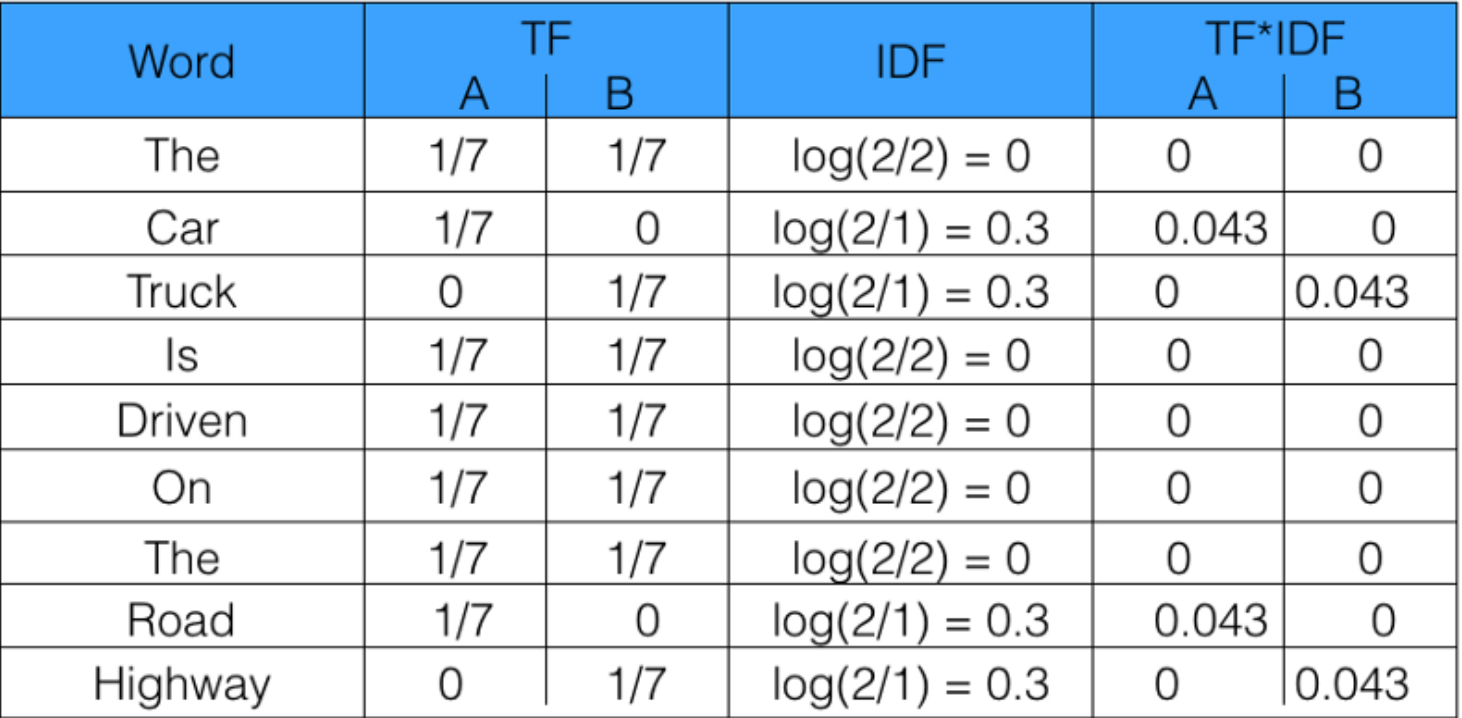 Word TF IDF TF*IDF
A B A B
The 1/7 1/7 log(2/2) = 0 0 0
Car 1/7 0 log(2/1) = 0.3 0.043 0
Truck 0 1/7 log(2/1) = 0.3 0 0.043
Is 1/7 1/7 log(2/2) = 0 0 0
Driven 1/7 1/7 log(2/2) = 0 0 0
On 1/7 1/7 log(2/2) = 0 0 0
The 1/7 1/7 log(2/2) = 0 0 0
Road 1/7 0 log(2/1) = 0.3 0.043 0
Highway 0 1/7 log(2/1) = 0.3 0 0.043